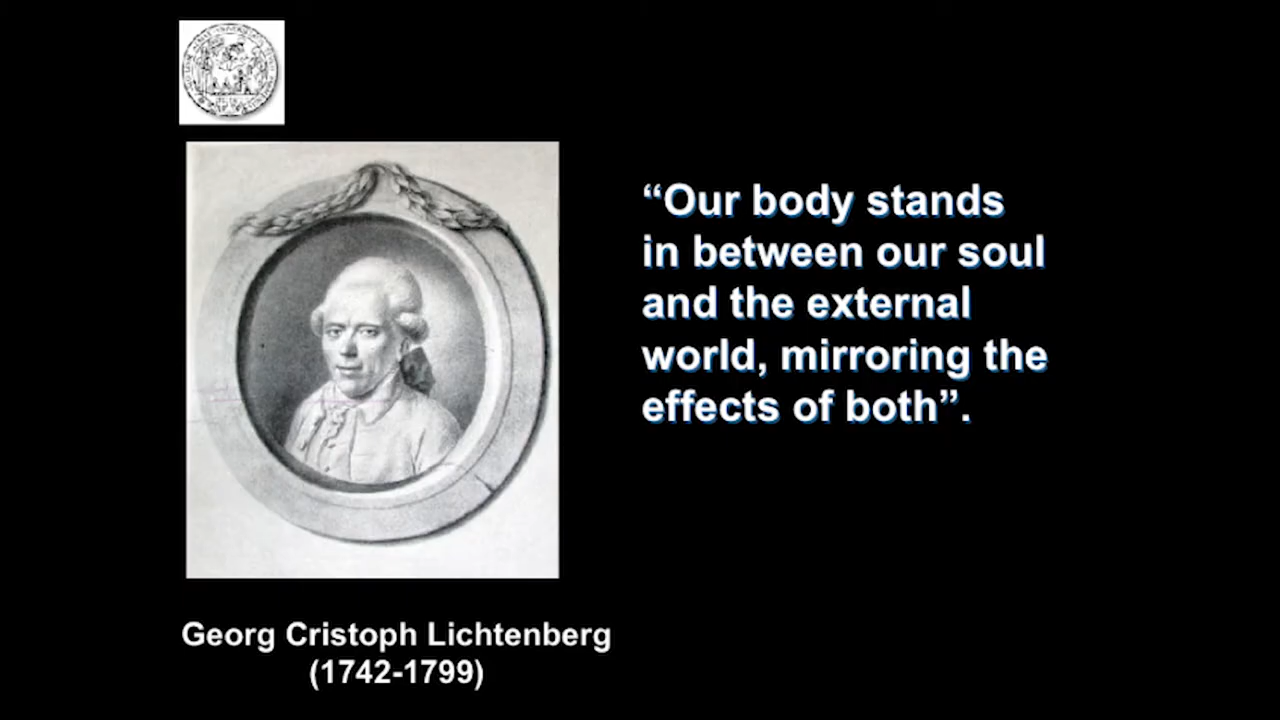 “Our body stands
in between our soul
and the external
world, mirroring the
effects of both”.
Georg Cristoph Lichtenberg
(1742-1799)